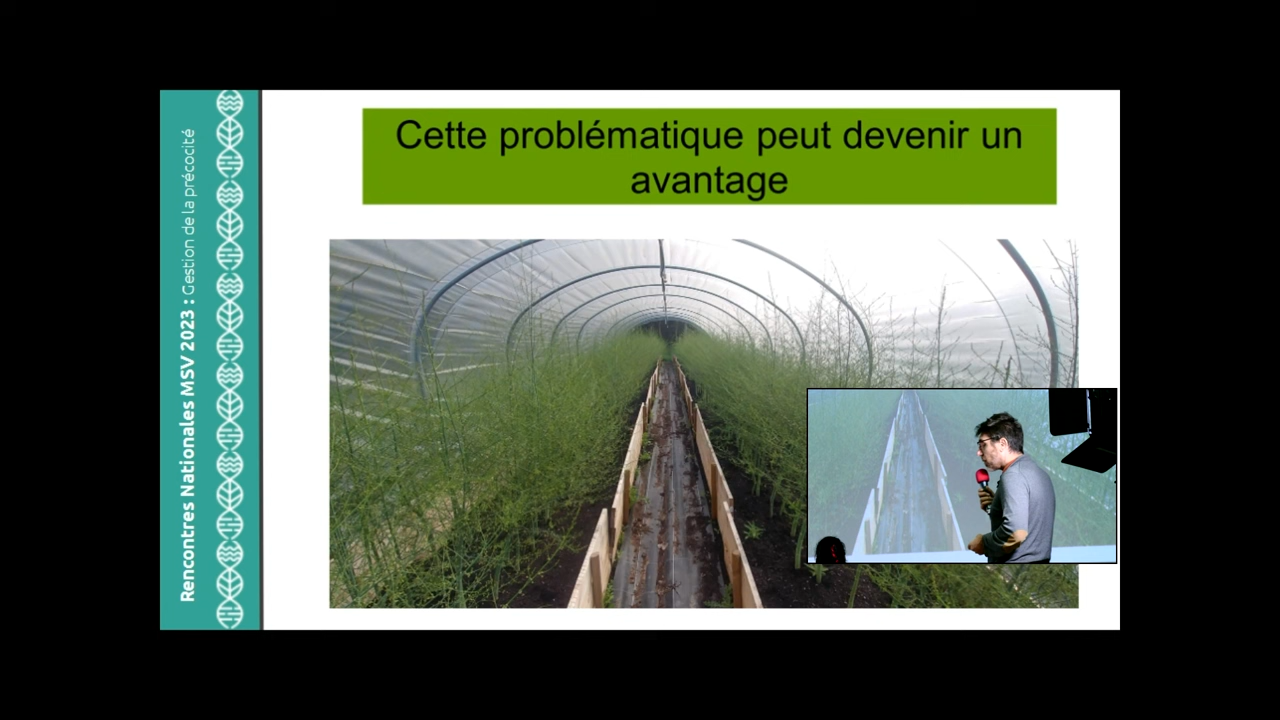 Rencontres Nationales MSV 2023 : Gestion de la précocité
Cette problématique peut devenir un
avantage